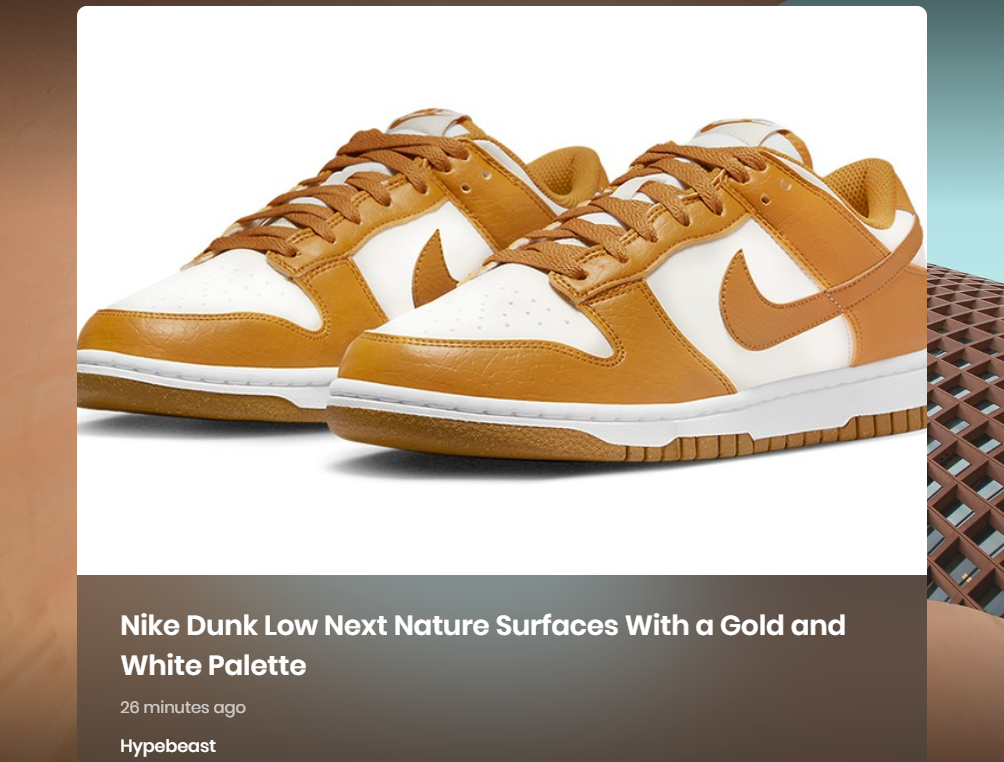 Nike Dunk Low Next Nature Surfaces With a Gold and
White Palette
26 minutes ago
Hypebeast